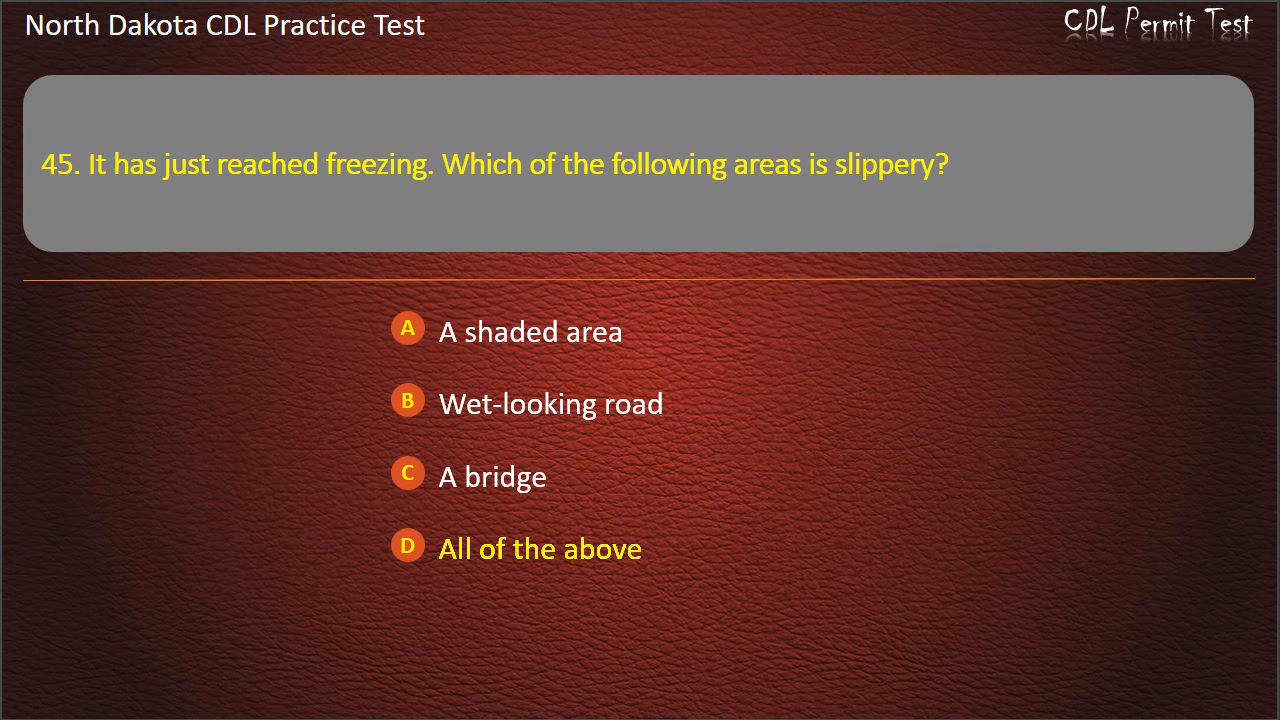 North Dakota CDL Practice Test
CDL Permit Test
45. It has just reached freezing. Which of the following areas is slippery?
A A shaded area
B Wet-looking road
C A bridge
D All of the above